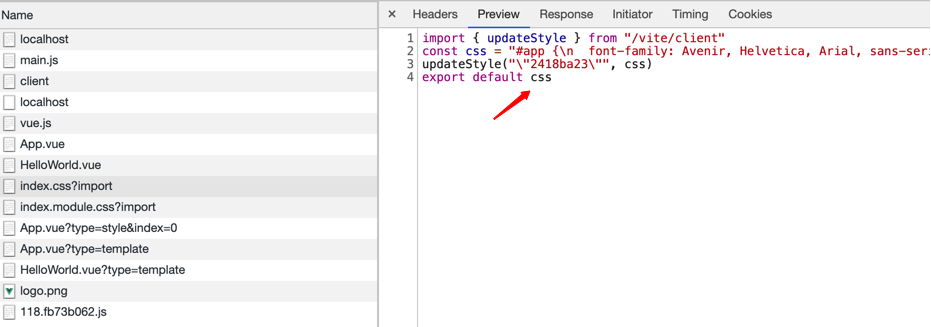 Name
localhost
main.js
client
localhost
vue.js
App.vue
HelloWorld.vue
index.css?import
index.module.css?import
App.vue?type=style&index=0
App.vue?type=template
HelloWorld.vue?type=template
logo.png
118.fb73b062.js
× Headers Preview Response Initiator Timing Cookies
1 import { updateStyle } from "/vite/client"
2 const css = "#app {\n  font-family: Avenir, Helvetica, Arial, sans-seri
3 updateStyle("\"2418ba23\"", css)
4 export default css